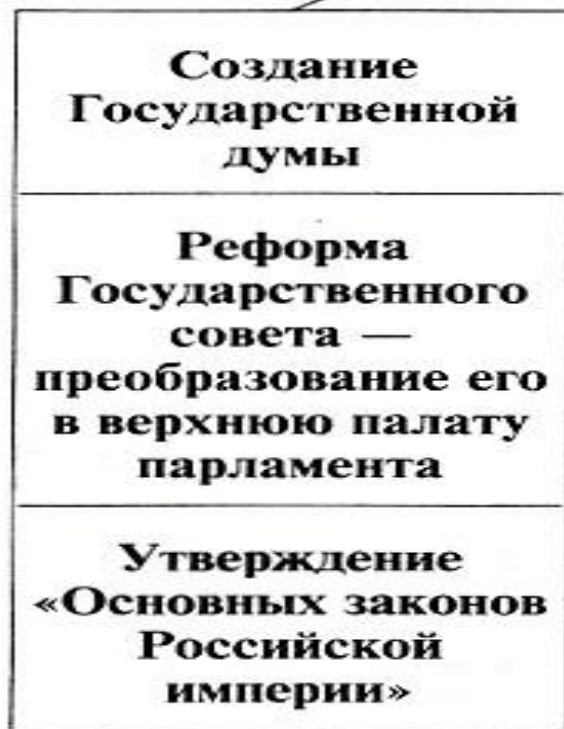 Создание
Государственной
думы
Реформа
Государственного
совета —
преобразование его
в верхнюю палату
парламента
Утверждение
«Основных законов
Российской
империи»